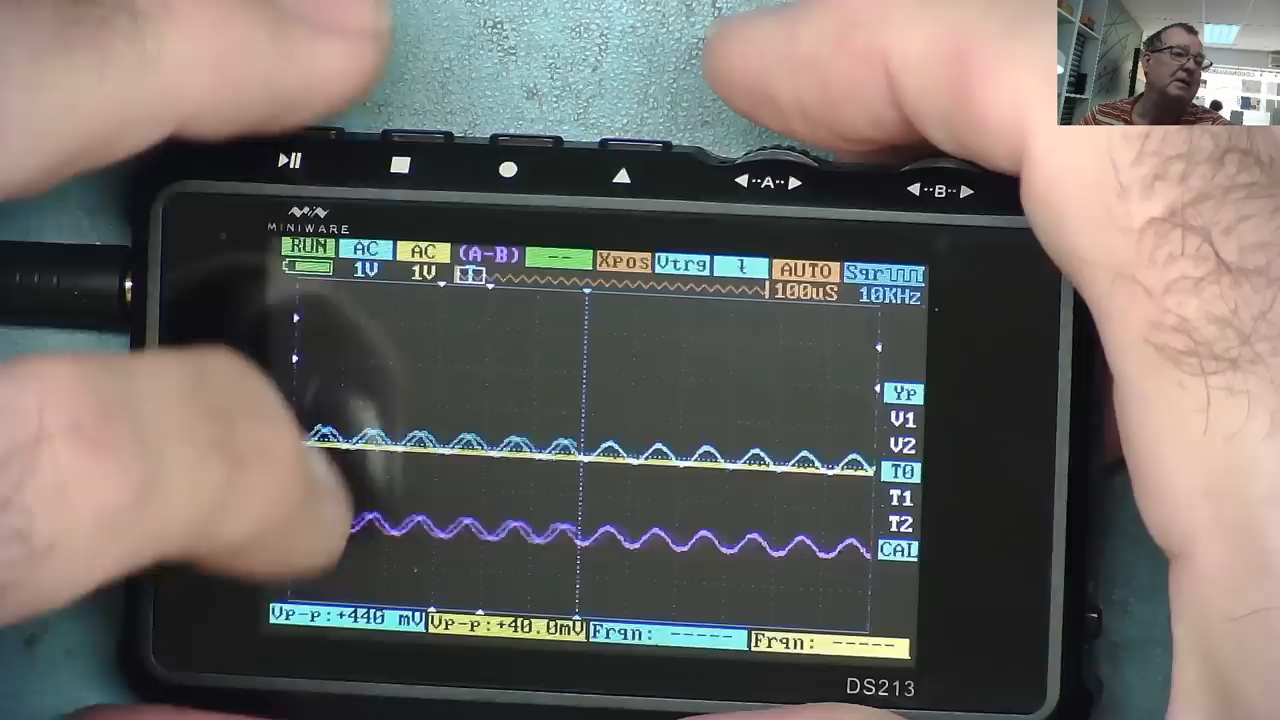 A
B
MINIWARE
RUN AC AC (A-B) -- Xpos Vtrg AUTO Sqr
1V 1V T 100uS 10KHz
Yp
V1
V2
T0
T1
T2
CAL
Vp-p:+440 mV Vp-p:+40.0mV Frqn: ----- Frqn: -----
DS213